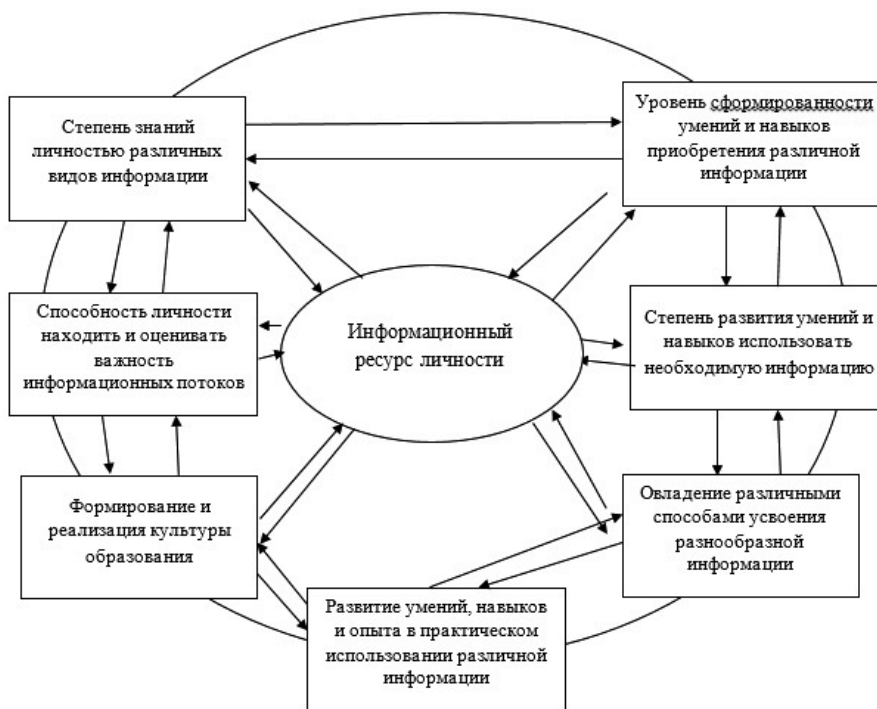 Степень знаний
личностью различных
видов информации
Уровень сформированности
умений и навыков
приобретения различной
информации
Способность личности
находить и оценивать
важность
информационных потоков
Информационный
ресурс личности
Степень развития умений и
навыков использовать
необходимую информацию
Формирование и
реализация культуры
образования
Овладение различными
способами усвоения
разнообразной
информации
Развитие умений, навыков
и опыта в практическом
использовании различной
информации